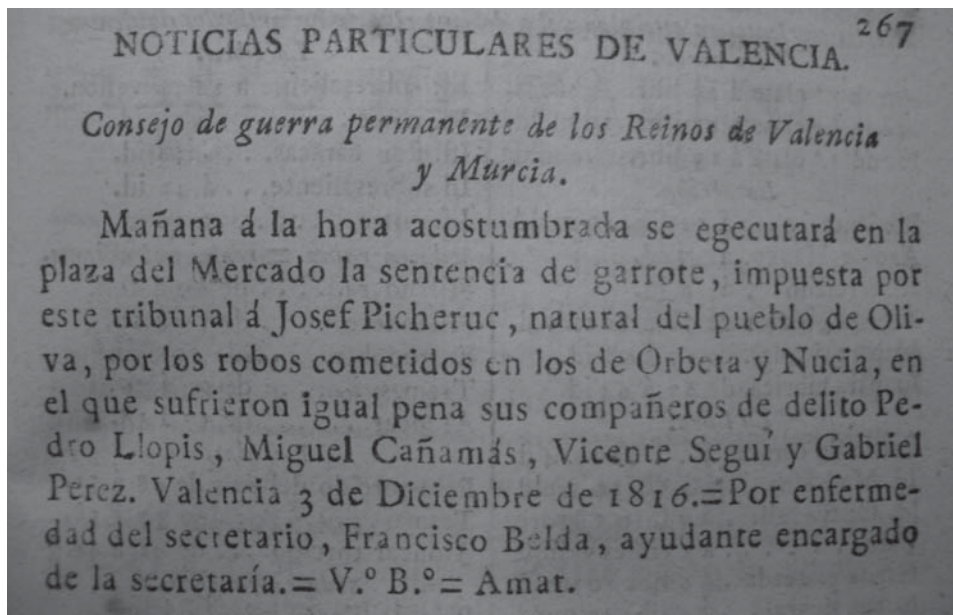 267
NOTICIAS PARTICULARES DE VALENCIA.
Consejo de guerra permanente de los Reinos de Valencia
y Murcia.
Mañana á la hora acostumbrada se egecutará en la
plaza del Mercado la sentencia de garrote, impuesta por
este tribunal á Josef Picheruc, natural del pueblo de Oli-
va, por los robos cometidos en los de Orbeta y Nucia, en
el que sufrieron igual pena sus compañeros de delito Pe-
dro Llopis, Miguel Cañamás, Vicente Seguí y Gabriel
Perez. Valencia 3 de Diciembre de 1816.=Por enferme-
dad del secretario, Francisco Belda, ayudante encargado
de la secretaría.= V.º B.º= Amat.